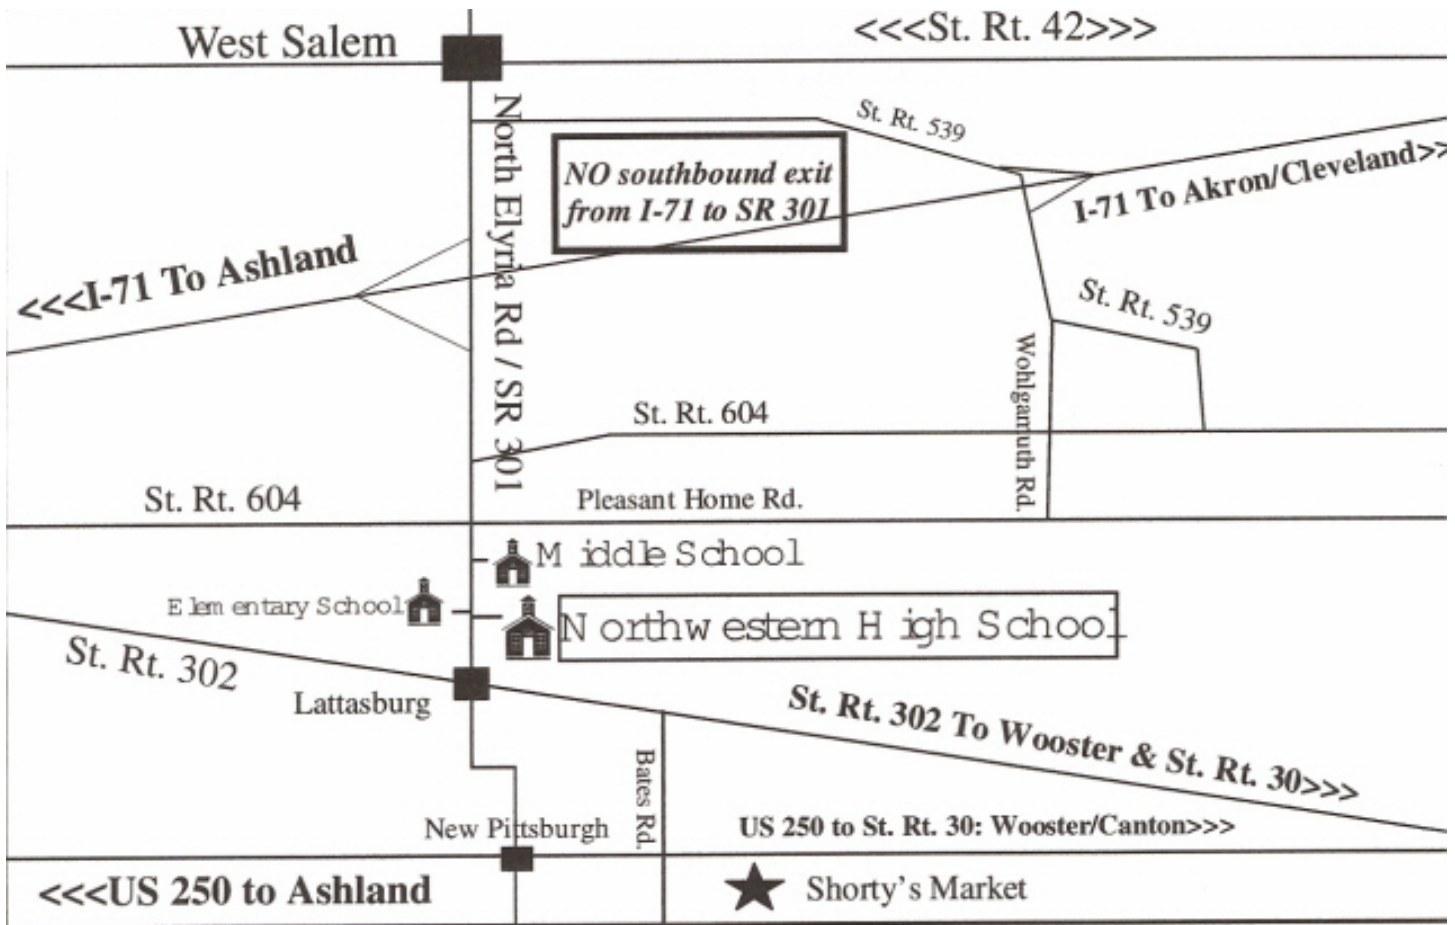 <<<St. Rt. 42>>>
West Salem
St. Rt. 539
North Elyria Rd / SR 301
NO southbound exit
from I-71 to SR 301
I-71 To Akron/Cleveland>>
<<<I-71 To Ashland
St. Rt. 539
Wohlgamuth Rd.
St. Rt. 604
St. Rt. 604
Pleasant Home Rd.
Middle School
Elementary School
Northwestern High School
St. Rt. 302
Lattasburg
St. Rt. 302 To Wooster & St. Rt. 30>>>
Bates Rd.
New Pittsburgh
US 250 to St. Rt. 30: Wooster/Canton>>>
<<<US 250 to Ashland
Shorty's Market